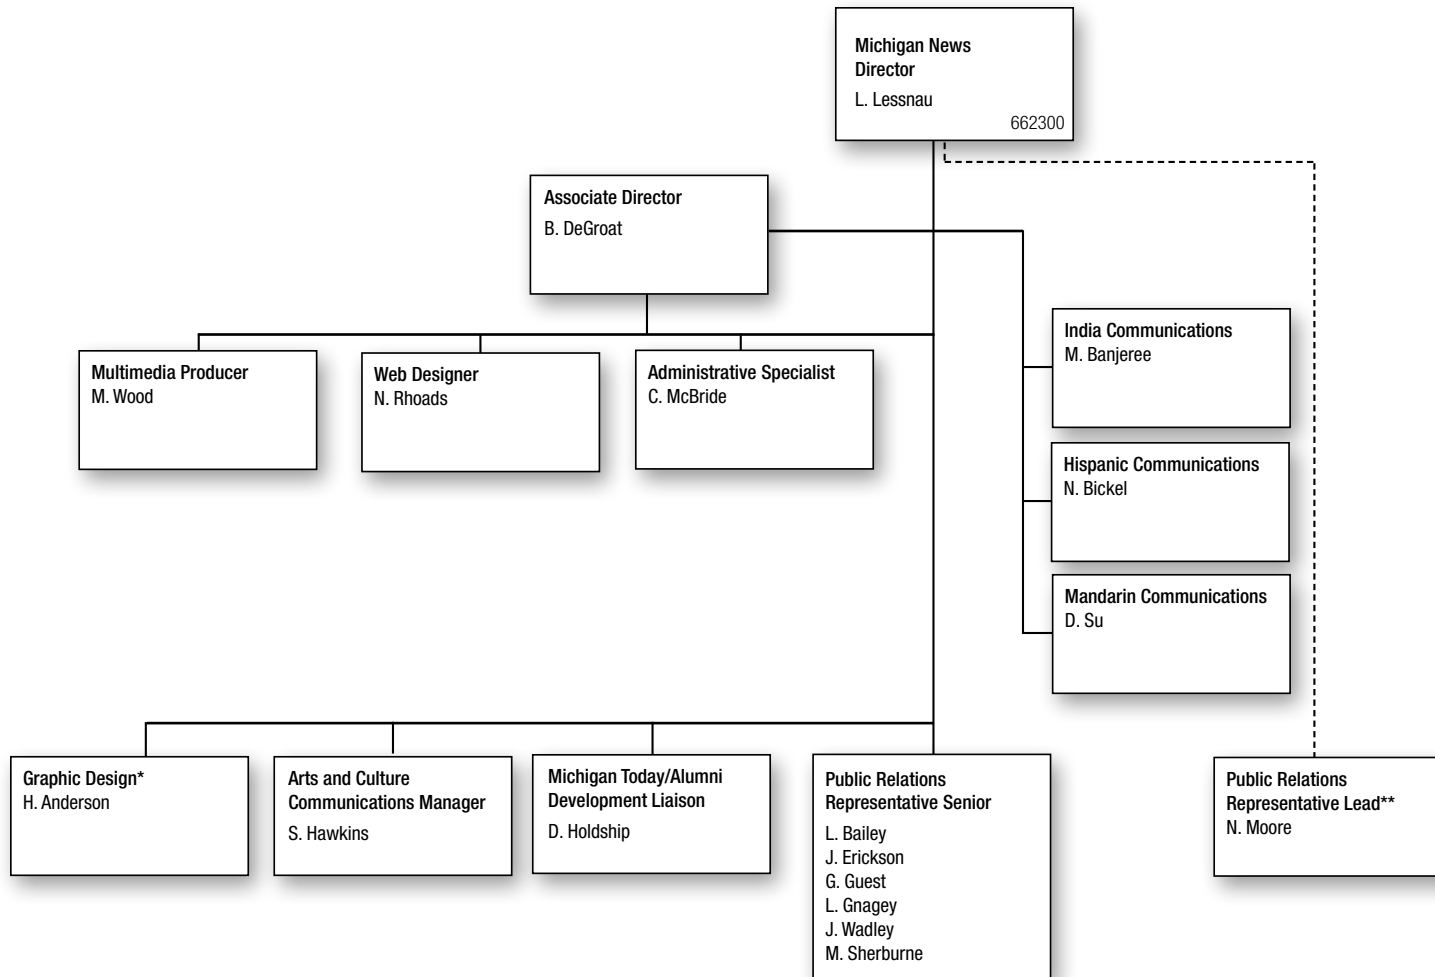 Michigan News
Director
L. Lessnau
662300
Associate Director
B. DeGroat
Multimedia Producer
M. Wood
Web Designer
N. Rhoads
Administrative Specialist
C. McBride
India Communications
M. Banjeree
Hispanic Communications
N. Bickel
Mandarin Communications
D. Su
Graphic Design*
H. Anderson
Arts and Culture
Communications Manager
S. Hawkins
Michigan Today/Alumni
Development Liaison
D. Holdship
Public Relations
Representative Senior
L. Bailey
J. Erickson
G. Guest
L. Gnagey
J. Wadley
M. Sherburne
Public Relations
Representative Lead**
N. Moore